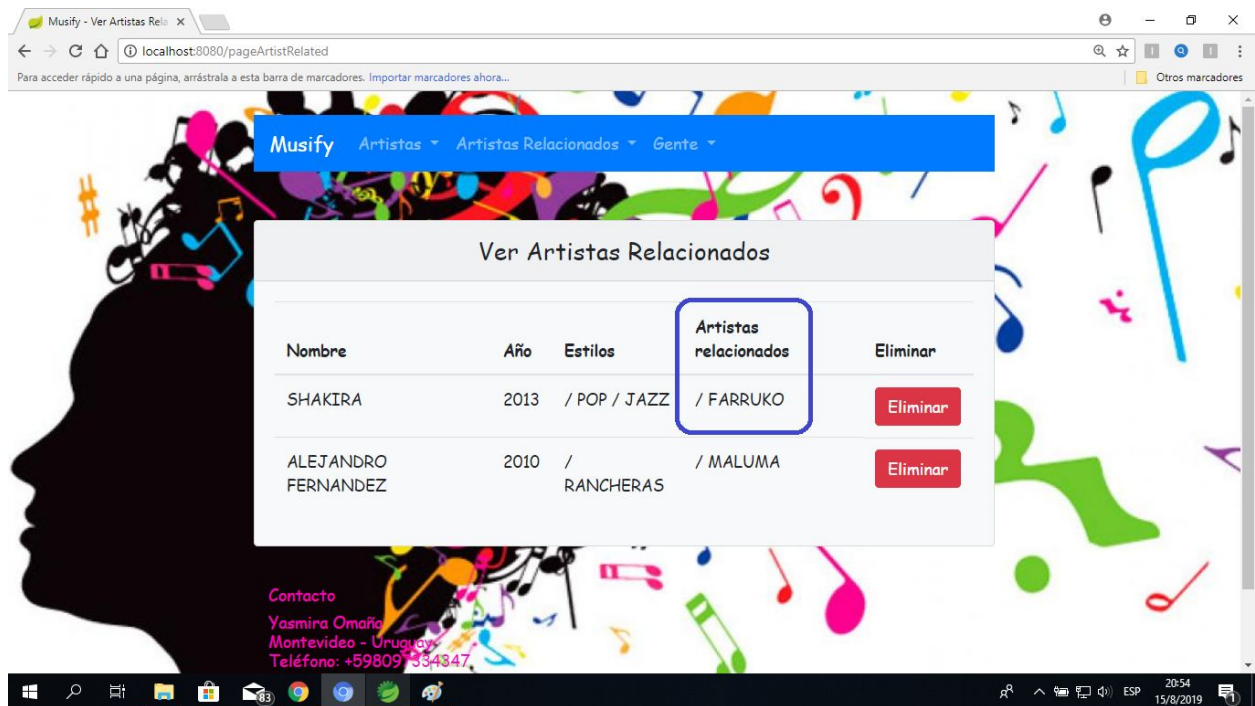 Musify - Ver Artistas Rela
localhost:8080/pageArtistRelated
Para acceder rápido a una página, arrástrala a esta barra de marcadores. Importar marcadores ahora...
Otros marcadores
Musify Artistas Artistas Relacionados Gente
Ver Artistas Relacionados
Nombre Año Estilos Artistas relacionados Eliminar
SHAKIRA 2013 / POP / JAZZ / FARRUKO Eliminar
ALEJANDRO FERNANDEZ 2010 / RANCHERAS / MALUMA Eliminar
Contacto
Yasmira Omaña
Montevideo - Uruguay
Teléfono: +598097334347
83
ESP
20:54
15/8/2019